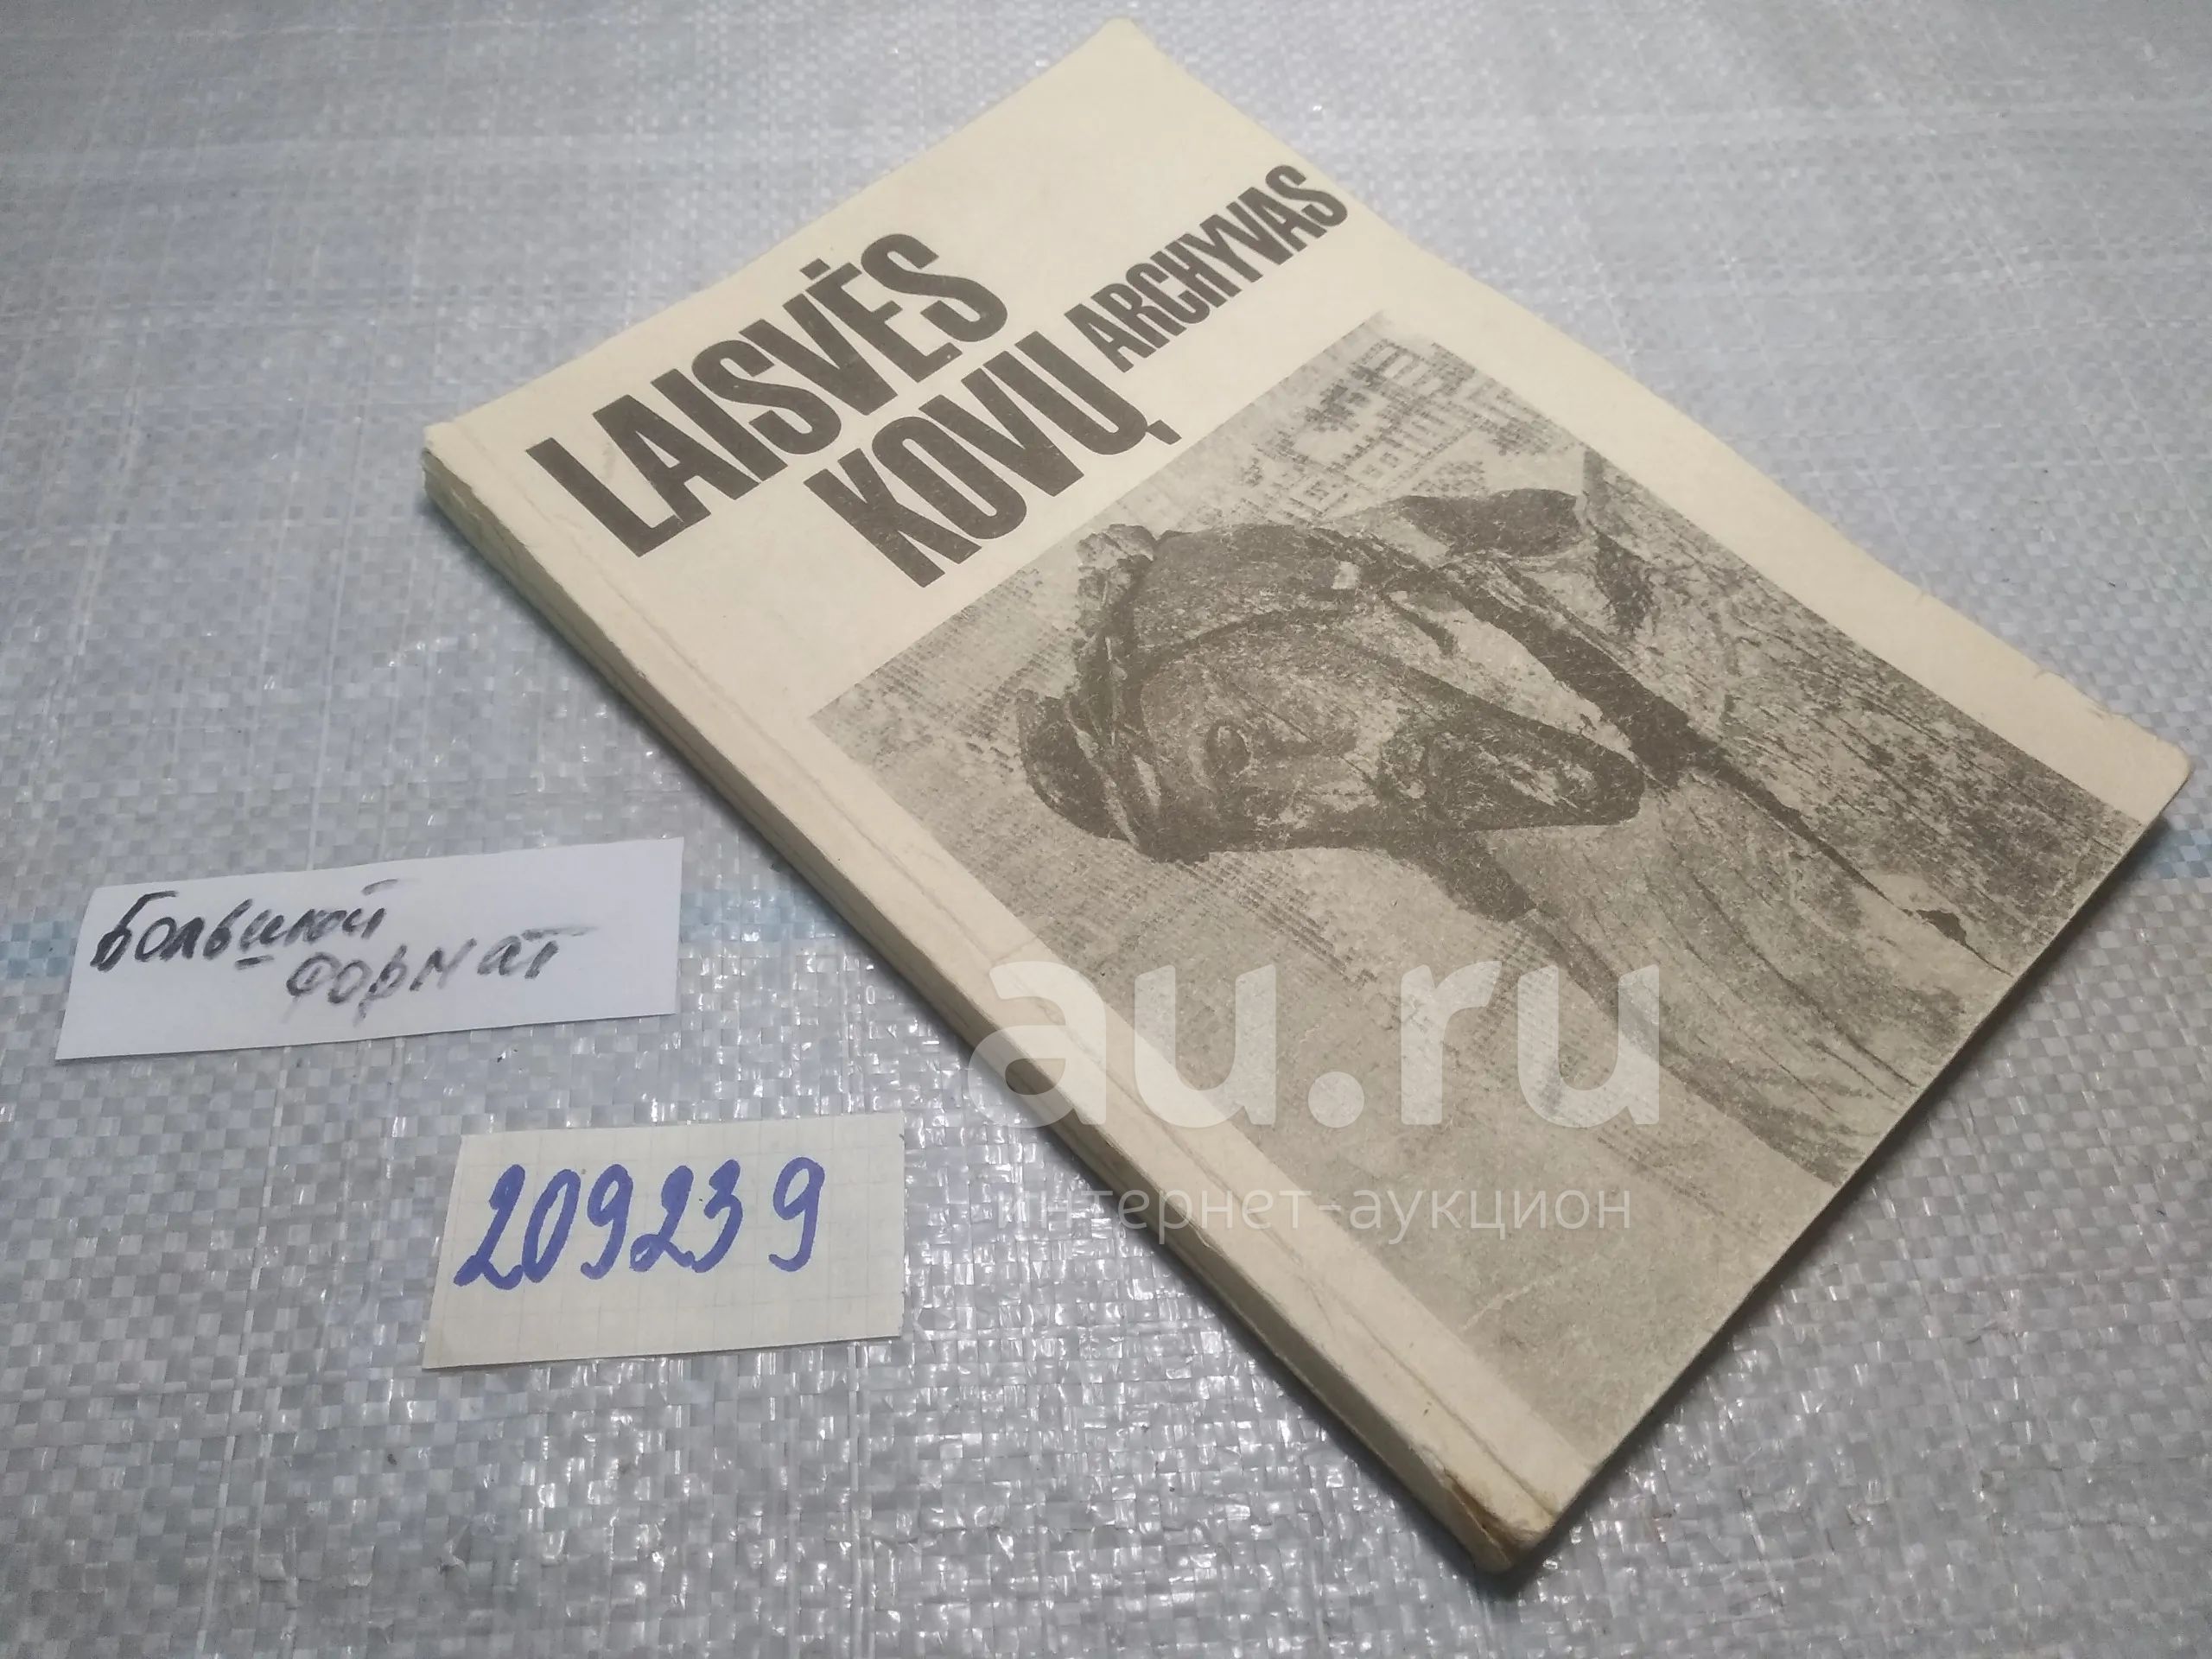 LAISVĖS
KOVŲ ARCHYVAS
большой
формат
209239
au.ru
интернет-аукцион